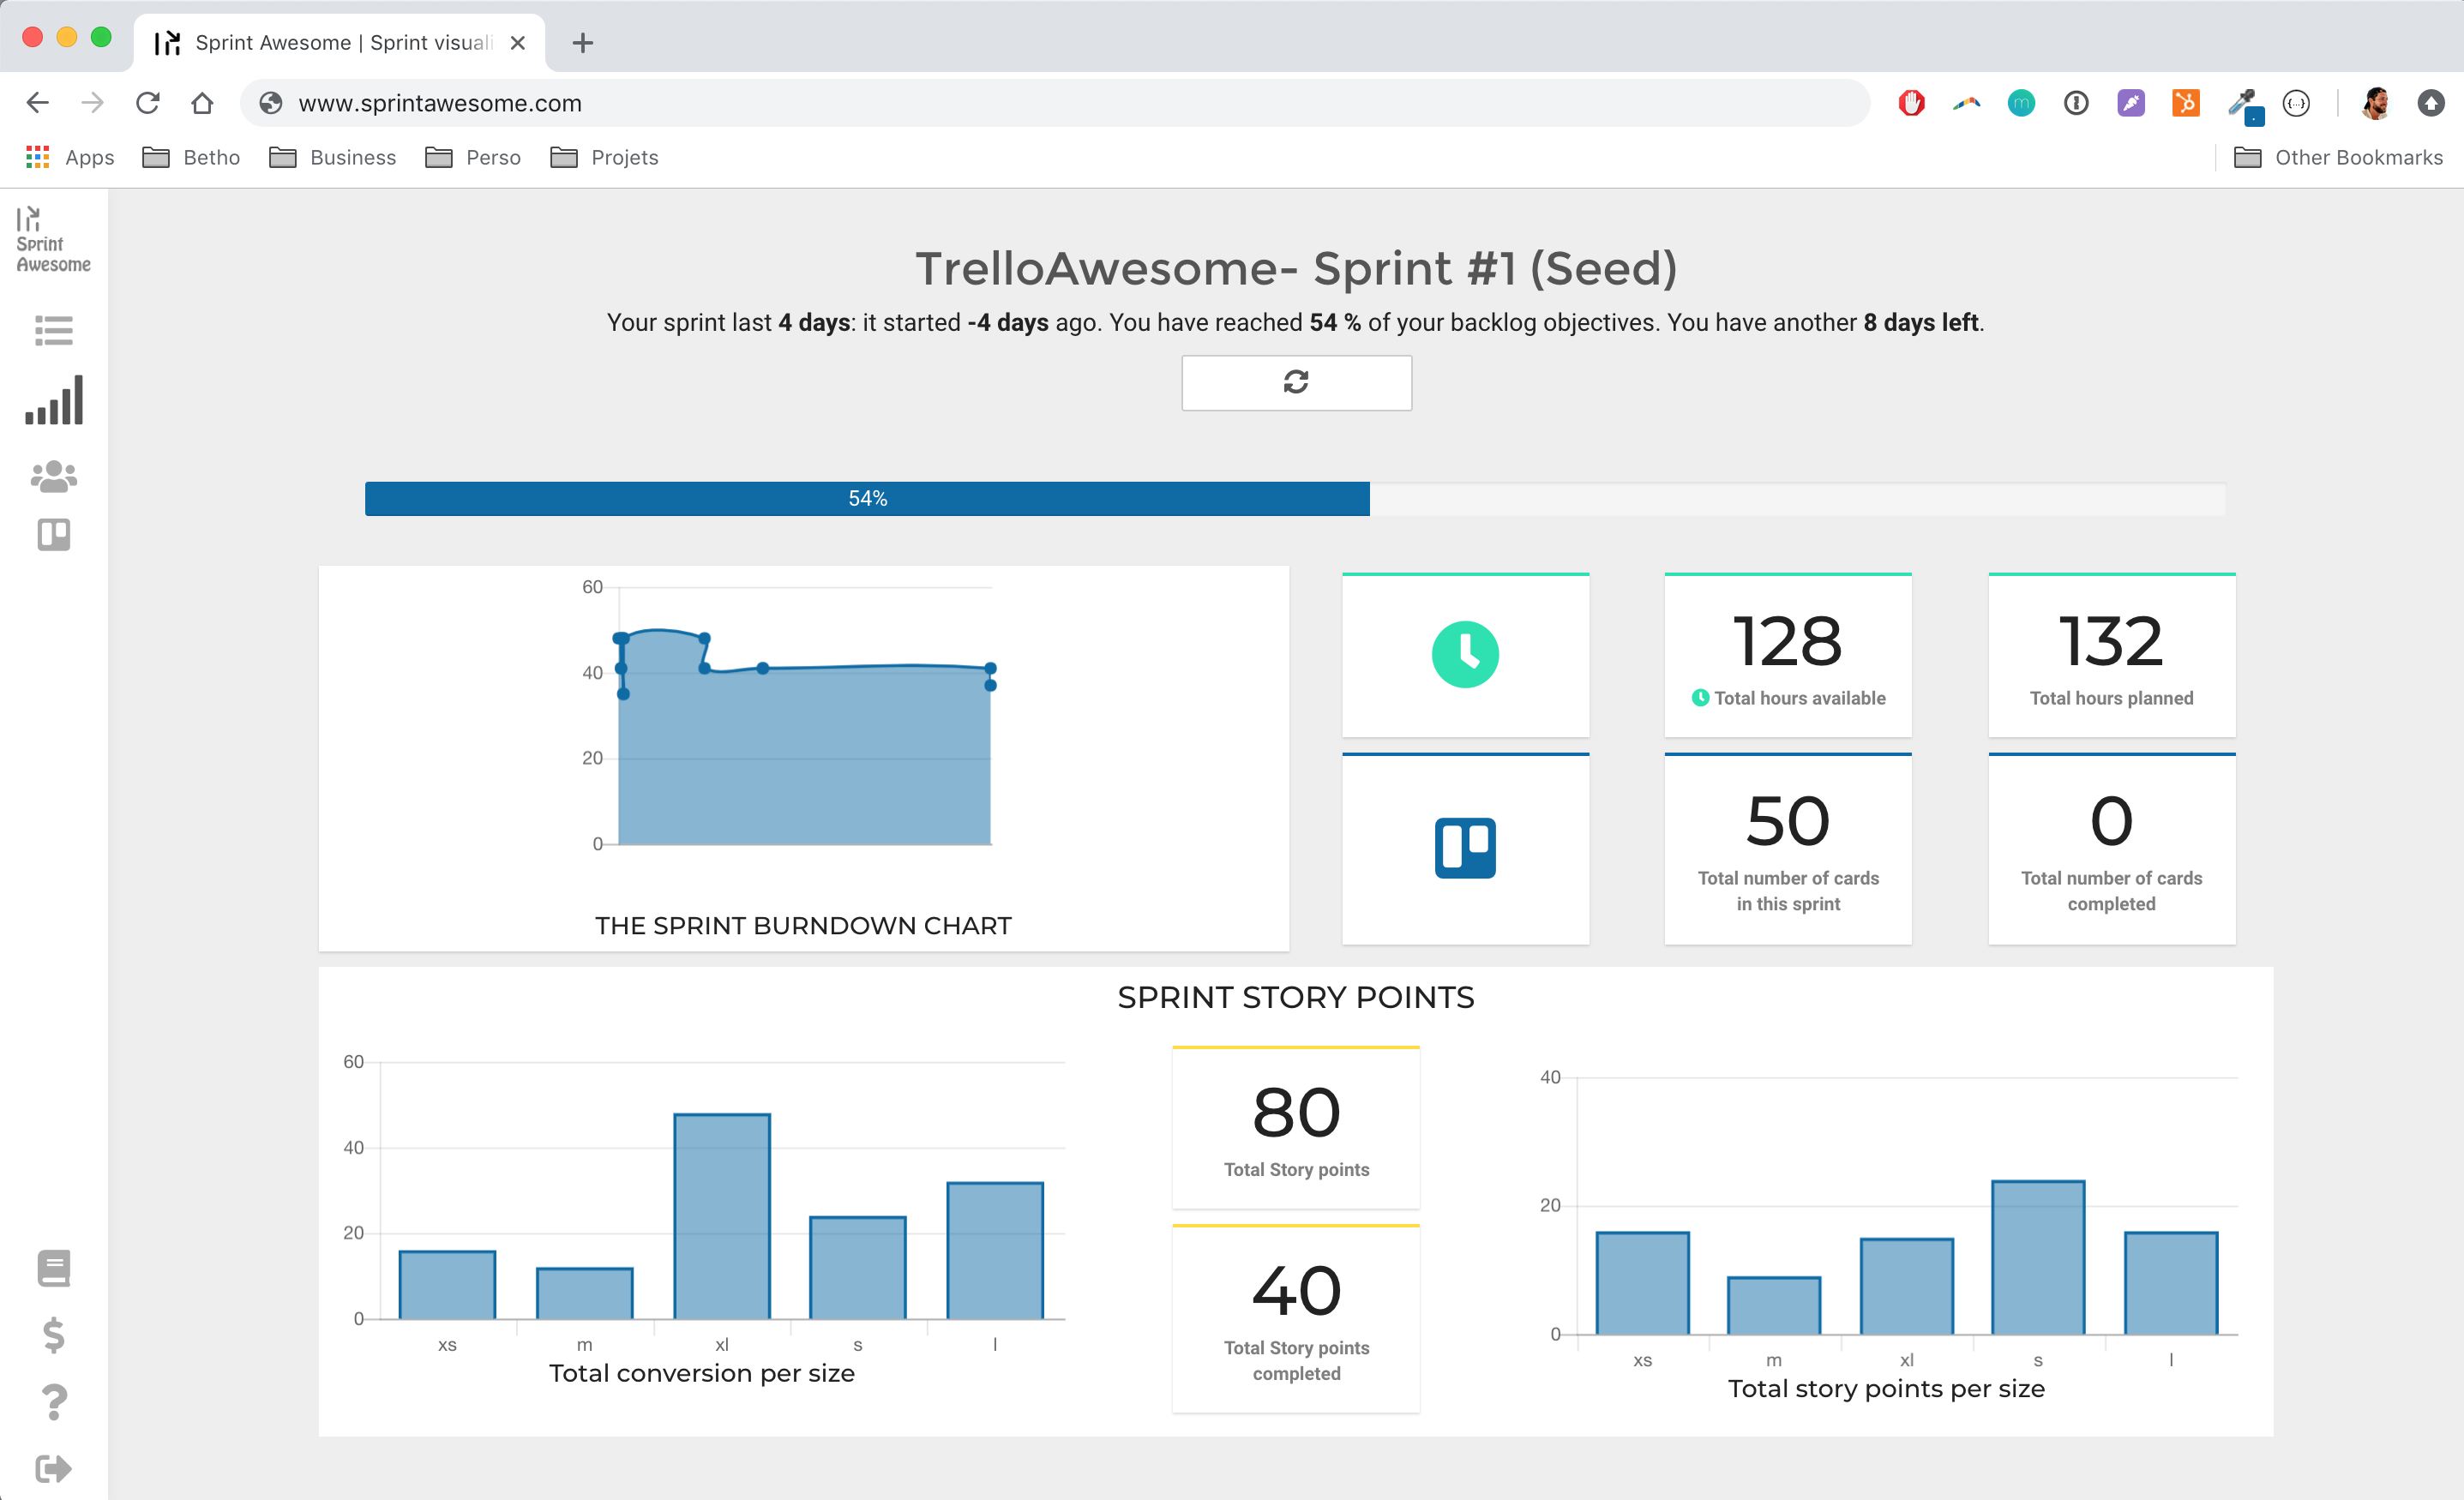 Sprint Awesome | Sprint visuali
www.sprintawesome.com
Apps
Betho
Business
Perso
Projets
Other Bookmarks
Sprint
Awesome
TrelloAwesome- Sprint #1 (Seed)
Your sprint last 4 days: it started -4 days ago. You have reached 54 % of your backlog objectives. You have another 8 days left.
54%
60
40
20
0
THE SPRINT BURNDOWN CHART
128
Total hours available
132
Total hours planned
50
Total number of cards
in this sprint
0
Total number of cards
completed
SPRINT STORY POINTS
60
40
20
0
xs m xl s l
Total conversion per size
80
Total Story points
40
Total Story points
completed
40
20
0
xs m xl s l
Total story points per size